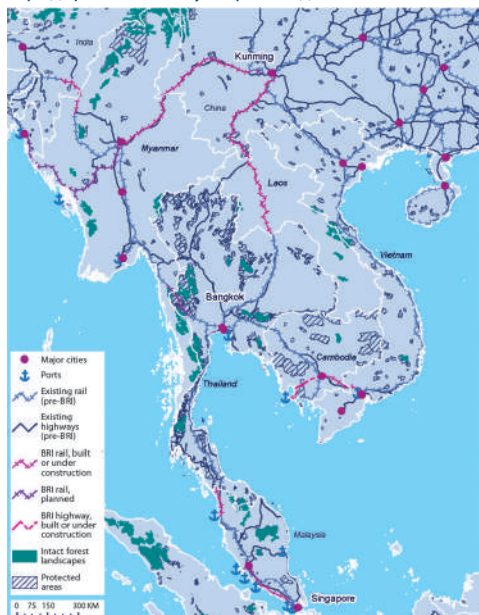 India
Kunming
China
Myanmar
Laos
Vietnam
Bangkok
Cambodia
Thailand
Malaysia
Singapore
Major cities
Ports
Existing rail
(pre-BRI)
Existing
highways
(pre-BRI)
BRI rail, built
or under
construction
BRI rail,
planned
BRI highway,
built or under
construction
Intact forest
landscapes
Protected
areas
0 75 150 300 KM